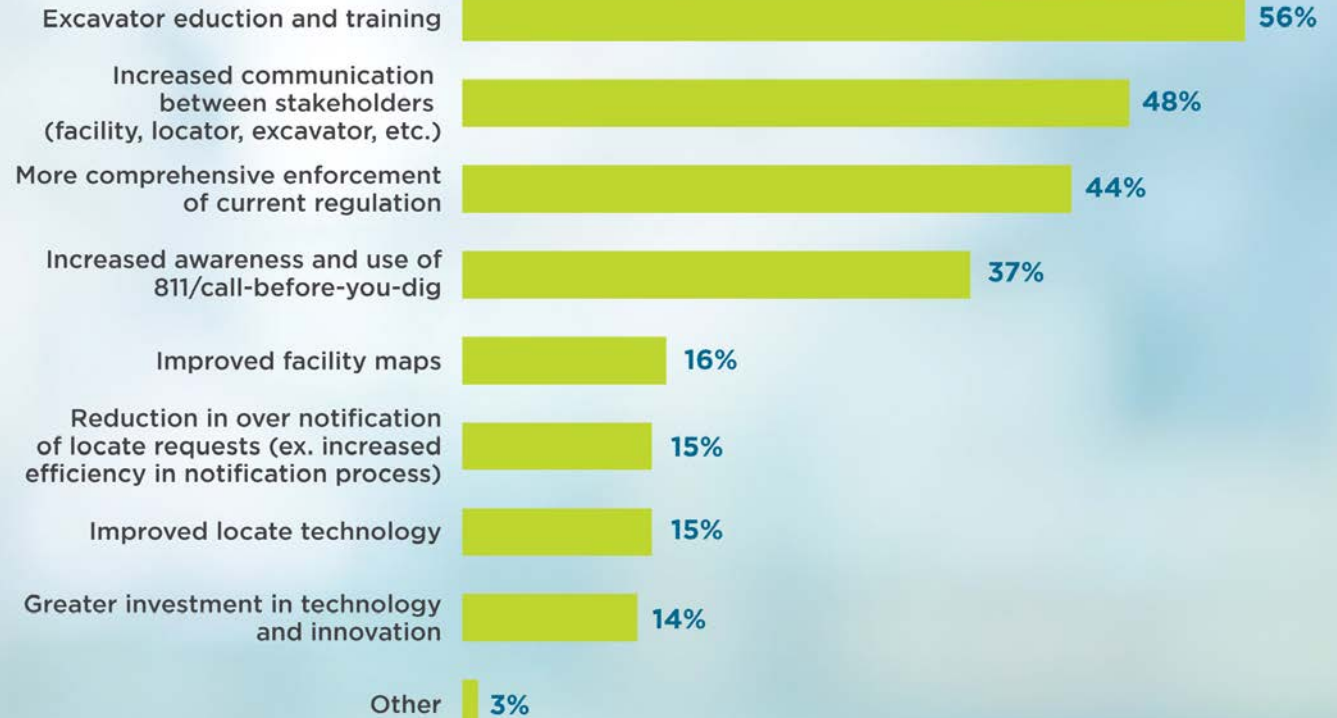 Excavator eduction and training
56%
Increased communication
between stakeholders
(facility, locator, excavator, etc.)
48%
More comprehensive enforcement
of current regulation
44%
Increased awareness and use of
811/call-before-you-dig
37%
Improved facility maps
16%
Reduction in over notification
of locate requests (ex. increased
efficiency in notification process)
15%
Improved locate technology
15%
Greater investment in technology
and innovation
14%
Other
3%